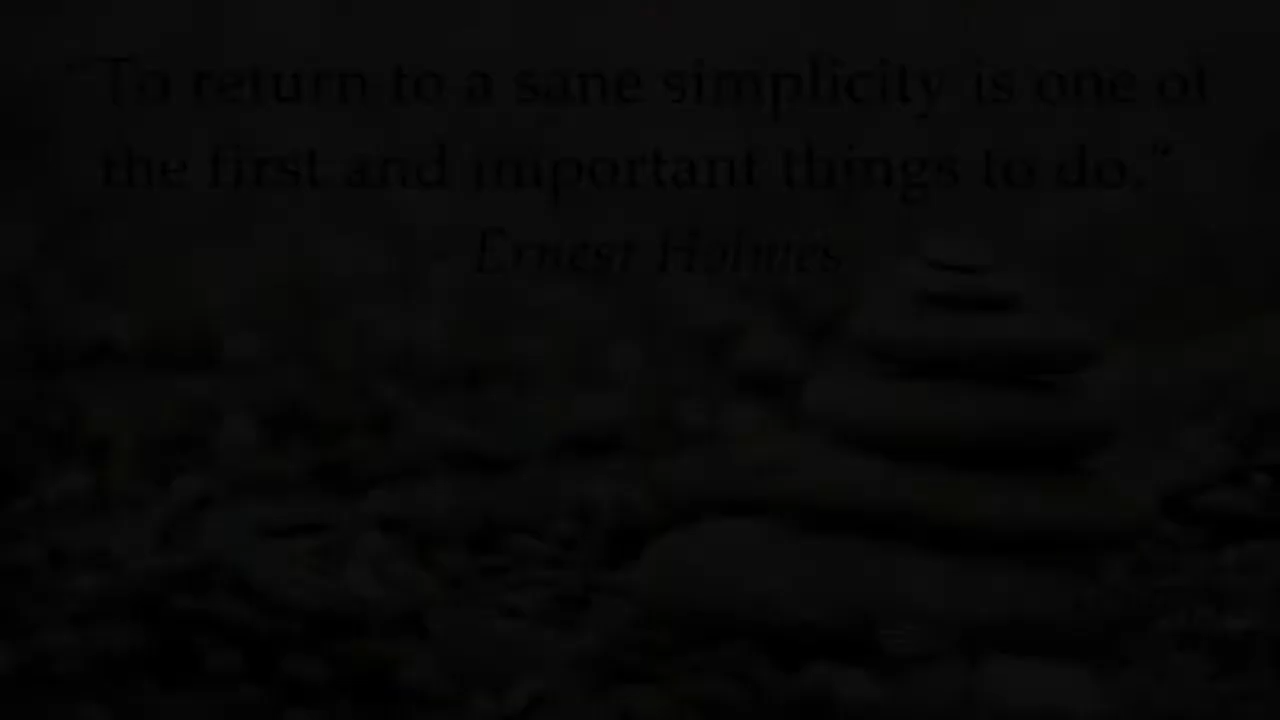 "To return to a sane simplicity is one of
the first and important things to do."
- Ernest Holmes